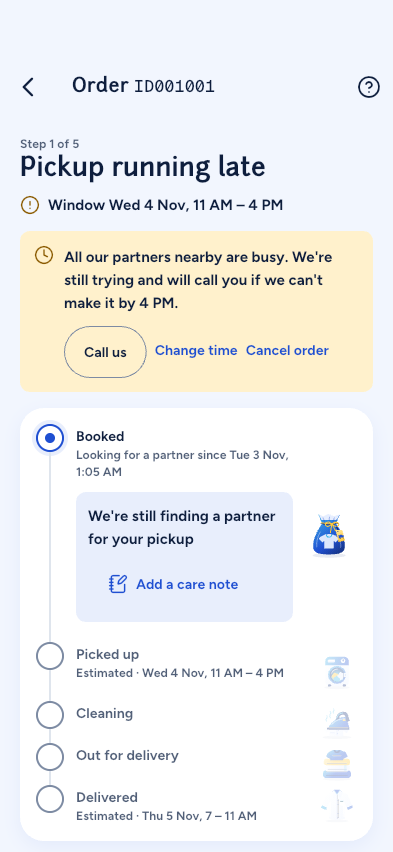 Order ID001001
Step 1 of 5
Pickup running late
Window Wed 4 Nov, 11 AM – 4 PM
All our partners nearby are busy. We're
still trying and will call you if we can't
make it by 4 PM.
Call us Change time Cancel order
Booked
Looking for a partner since Tue 3 Nov,
1:05 AM
We're still finding a partner
for your pickup
Add a care note
Picked up
Estimated · Wed 4 Nov, 11 AM – 4 PM
Cleaning
Out for delivery
Delivered
Estimated · Thu 5 Nov, 7 – 11 AM